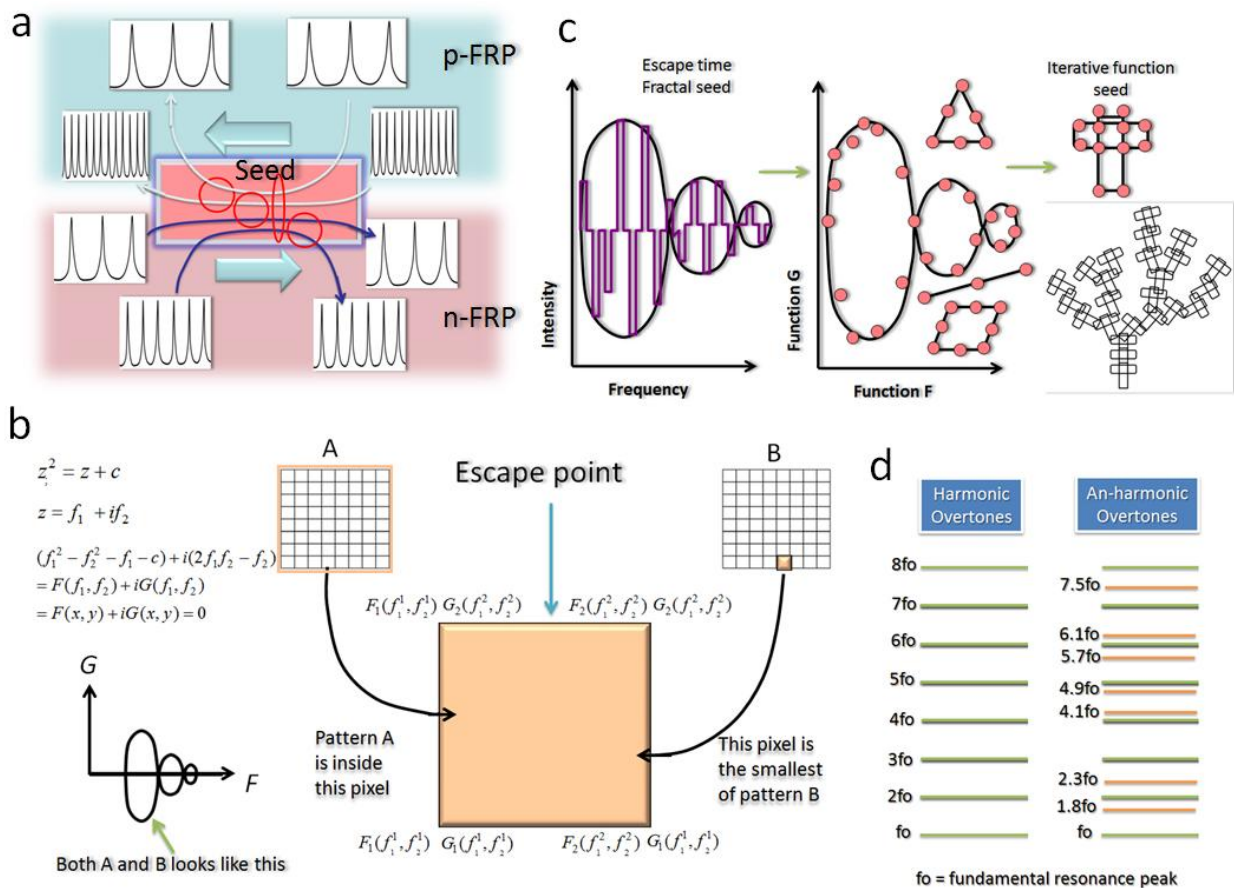 a
p-FRP
Seed
n-FRP
c
Escape time
Fractal seed
Iterative function
seed
Intensity
Frequency
Function G
Function F
b
z² = z + c
z = f₁ + if₂
(f₁² − f₂² − f₁ − c) + i(2f₁f₂ − f₂)
= F(f₁, f₂) + iG(f₁, f₂)
= F(x, y) + iG(x, y) = 0
G
F
Both A and B looks like this
A
Escape point
B
F₁(f₁¹, f₂¹) G₂(f₁², f₂²)
F₂(f₁², f₂²) G₂(f₁², f₂²)
Pattern A
is inside
this pixel
This pixel is
the smallest
of pattern B
F₁(f₁¹, f₂¹) G₁(f₁¹, f₂¹)
F₂(f₁², f₂²) G₁(f₁¹, f₂¹)
d
Harmonic
Overtones
An-harmonic
Overtones
8fo
7fo
6fo
5fo
4fo
3fo
2fo
fo
7.5fo
6.1fo
5.7fo
4.9fo
4.1fo
2.3fo
1.8fo
fo
fo = fundamental resonance peak